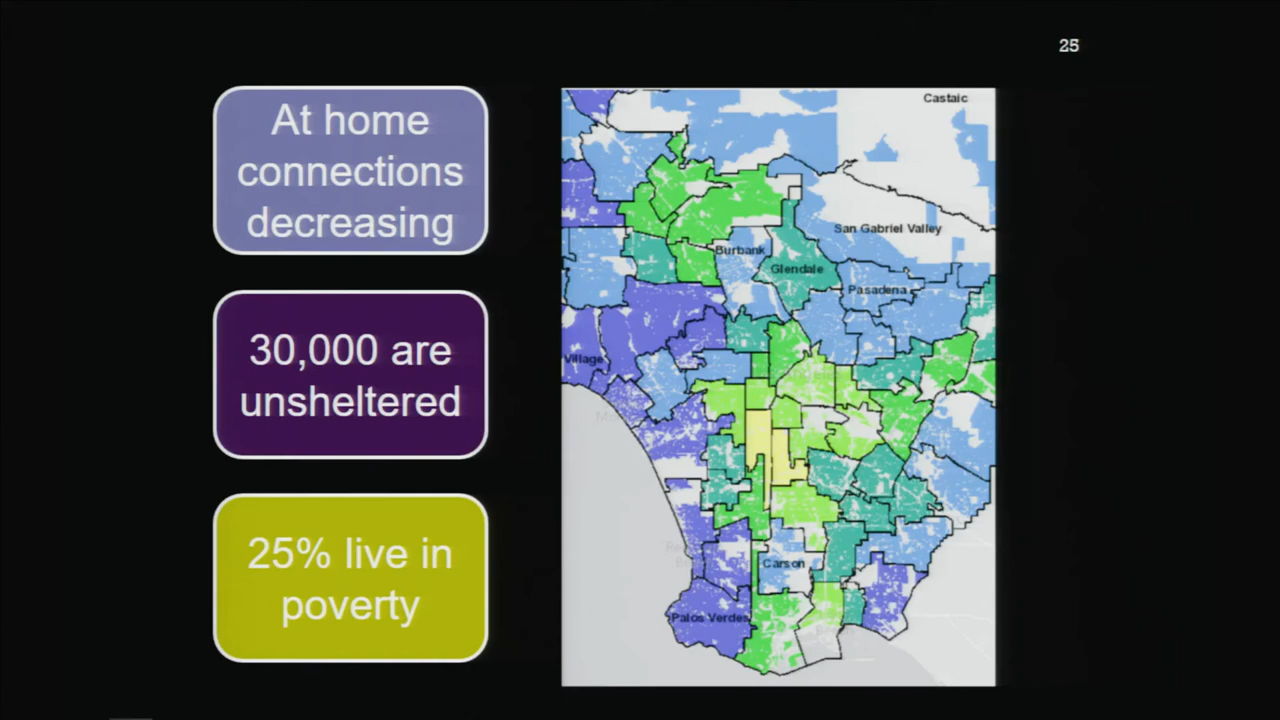 25
At home
connections
decreasing
30,000 are
unsheltered
25% live in
poverty
Castaic
San Gabriel Valley
Burbank
Glendale
Pasadena
Village
Carson
Palos Verdes